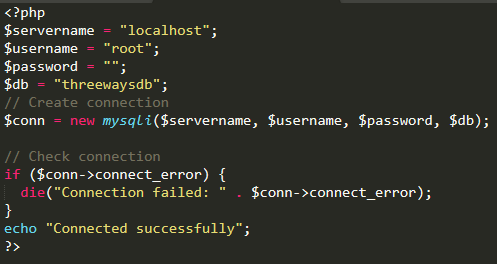 <?php
$servername = "localhost";
$username = "root";
$password = "";
$db = "threewaysdb";
// Create connection
$conn = new mysqli($servername, $username, $password, $db);

// Check connection
if ($conn->connect_error) {
  die("Connection failed: " . $conn->connect_error);
}
echo "Connected successfully";
?>